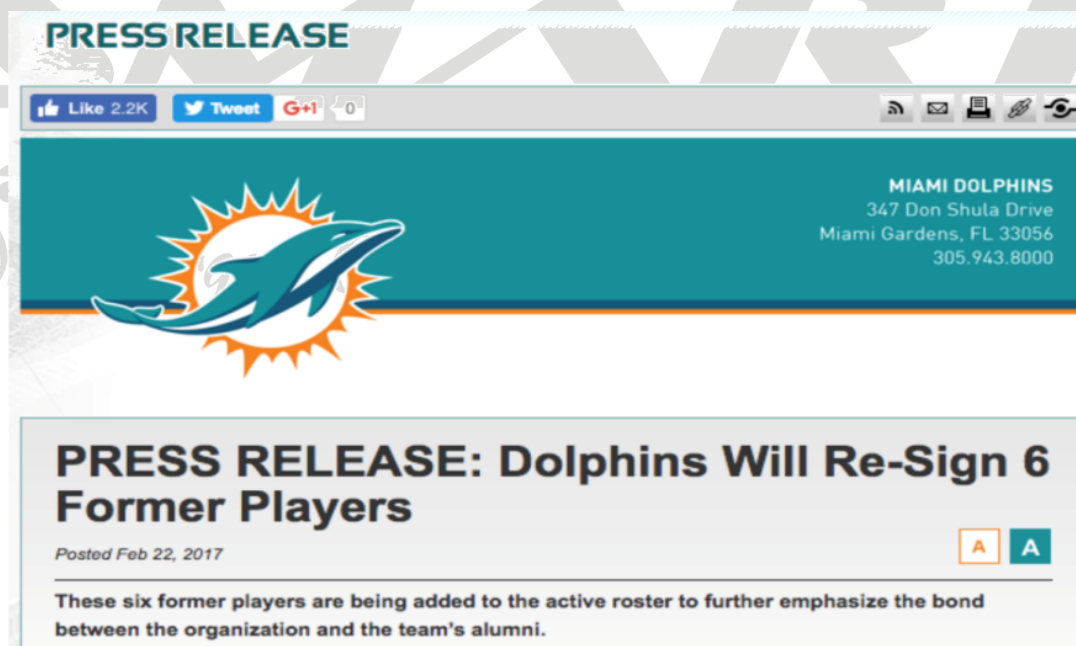 PRESS RELEASE
Like 2.2K
Tweet
G+1
0
MIAMI DOLPHINS
347 Don Shula Drive
Miami Gardens, FL 33056
305.943.8000
PRESS RELEASE: Dolphins Will Re-Sign 6
Former Players
Posted Feb 22, 2017
A A
These six former players are being added to the active roster to further emphasize the bond
between the organization and the team's alumni.